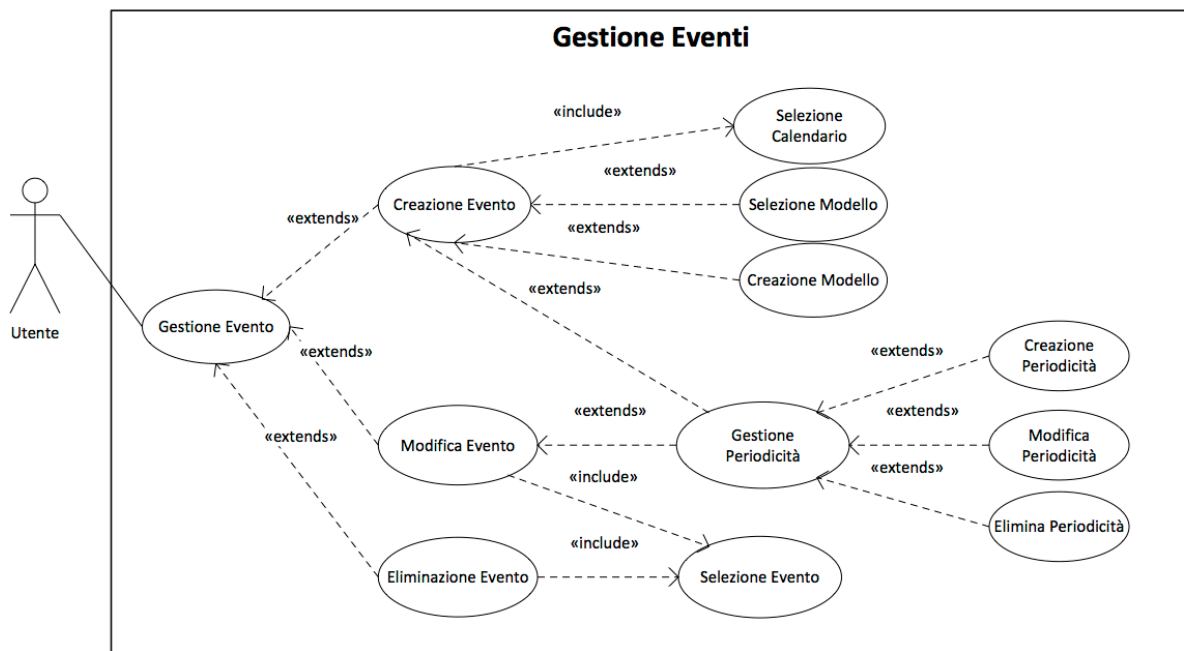 Gestione Eventi
«include»
Selezione
Calendario
«extends»
Creazione Evento
Selezione Modello
«extends»
«extends»
Creazione Modello
«extends»
Gestione Evento
Utente
«extends»
«extends»
Creazione
Periodicità
«extends»
«extends»
«extends»
Modifica Evento
Gestione
Periodicità
Modifica
Periodicità
«include»
«extends»
Elimina Periodicità
«include»
Eliminazione Evento
Selezione Evento